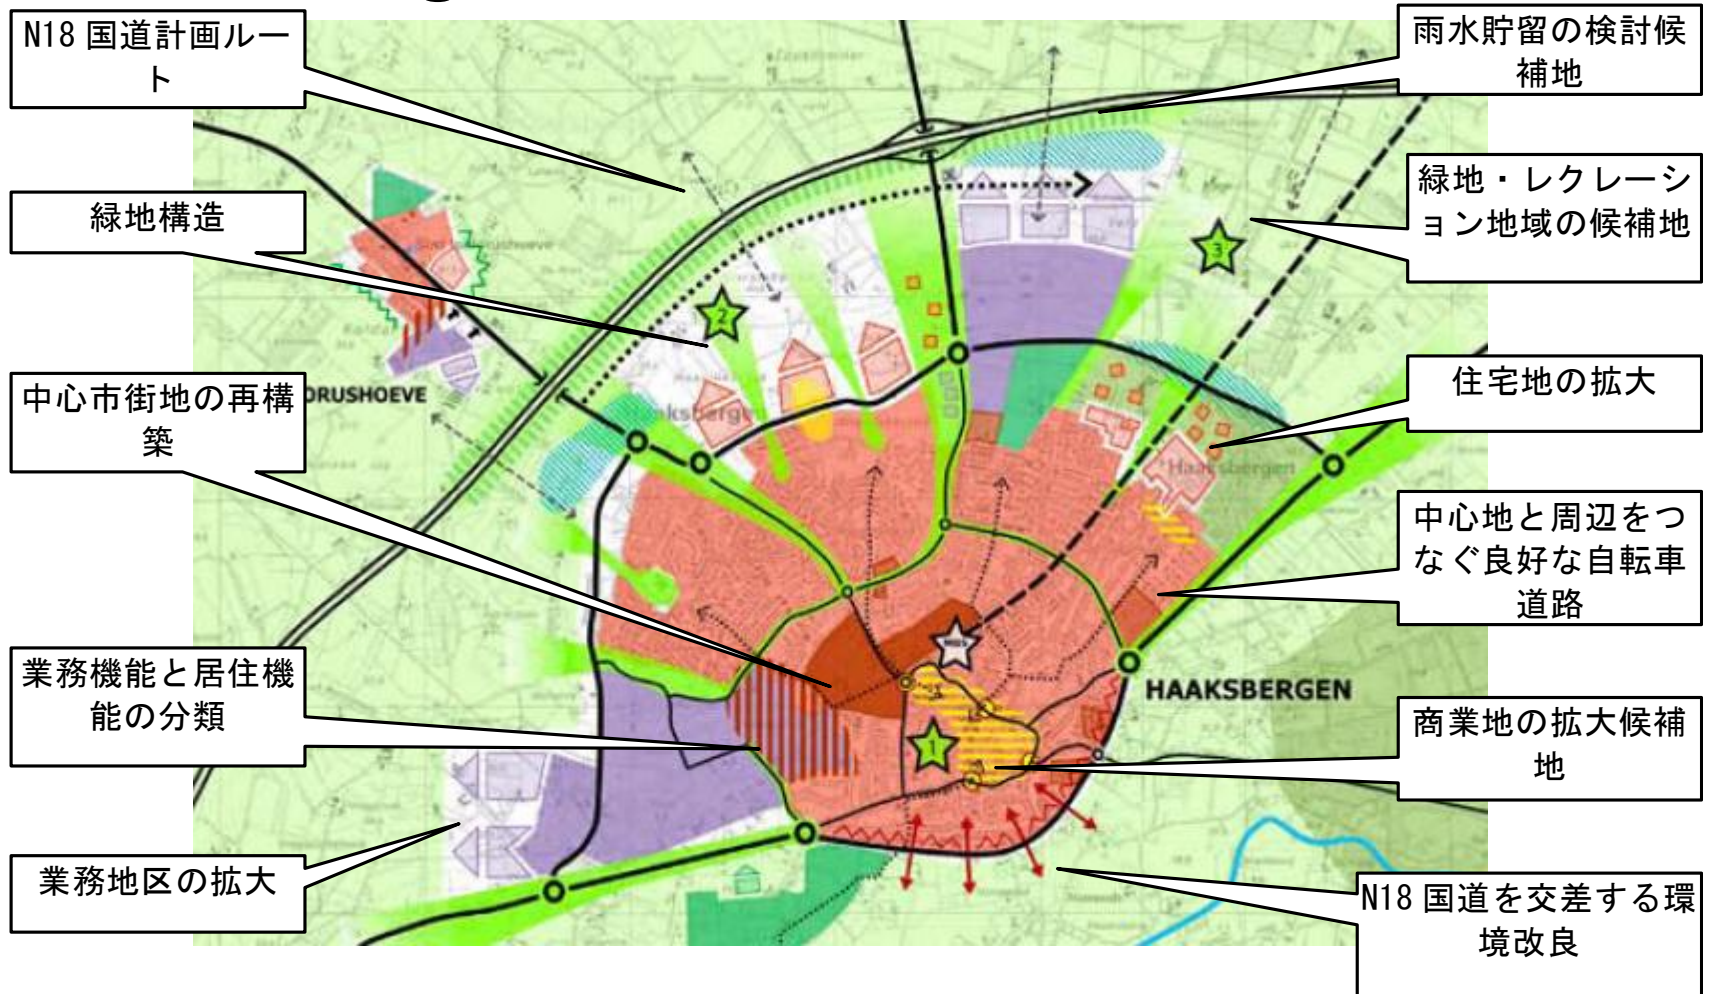 N18 国道計画ルー
ト
緑地構造
中心市街地の再構
築
業務機能と居住機
能の分類
業務地区の拡大
雨水貯留の検討候
補地
緑地・レクレーシ
ョン地域の候補地
住宅地の拡大
中心地と周辺をつ
なぐ良好な自転車
道路
商業地の拡大候補
地
N18 国道を交差する環
境改良
ORUSHOEVE
HAAKSBERGEN
Haaksbergen
Haaksbergen
1
2
3